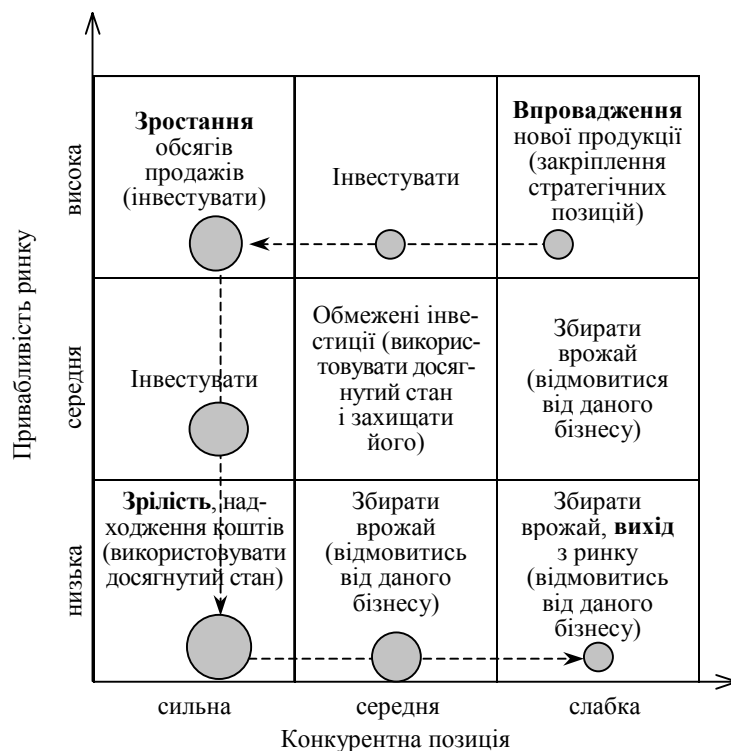 Привабливість ринку
висока
Зростання
обсягів
продажів
(інвестувати)
Інвестувати
Впровадження
нової продукції
(закріплення
стратегічних
позицій)
середня
Інвестувати
Обмежені інве-
стиції (викорис-
товувати досяг-
нутий стан
і захищати
його)
Збирати
врожай
(відмовитися
від даного
бізнесу)
низька
Зрілість, над-
ходження коштів
(використовувати
досягнутий стан)
Збирати
врожай
(відмовитись
від даного
бізнесу)
Збирати
врожай, вихід
з ринку
(відмовитись
від даного
бізнесу)
сильна
середня
слабка
Конкурентна позиція